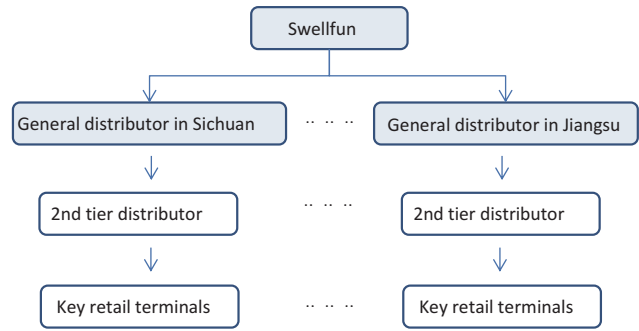 Swellfun
General distributor in Sichuan .. .. .. General distributor in Jiangsu
2nd tier distributor .. .. .. 2nd tier distributor
Key retail terminals .. .. .. Key retail terminals